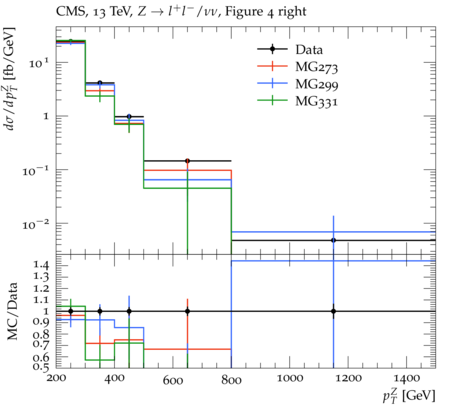 CMS, 13 TeV, Z → l⁺l⁻/νν, Figure 4 right
dσ/dp_T^Z [fb/GeV]
Data
MG273
MG299
MG331
10¹
1
10⁻¹
10⁻²
MC/Data
1.4
1.3
1.2
1.1
1
0.9
0.8
0.7
0.6
0.5
200 400 600 800 1000 1200 1400
p_T^Z [GeV]